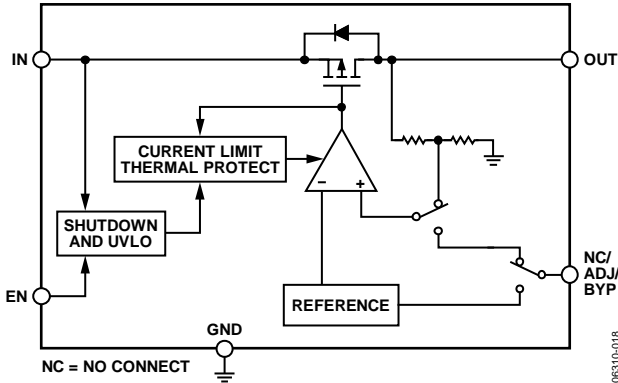 IN
OUT
CURRENT LIMIT
THERMAL PROTECT
–
+
SHUTDOWN
AND UVLO
NC/
ADJ/
BYP
EN
REFERENCE
GND
NC = NO CONNECT
06310-018